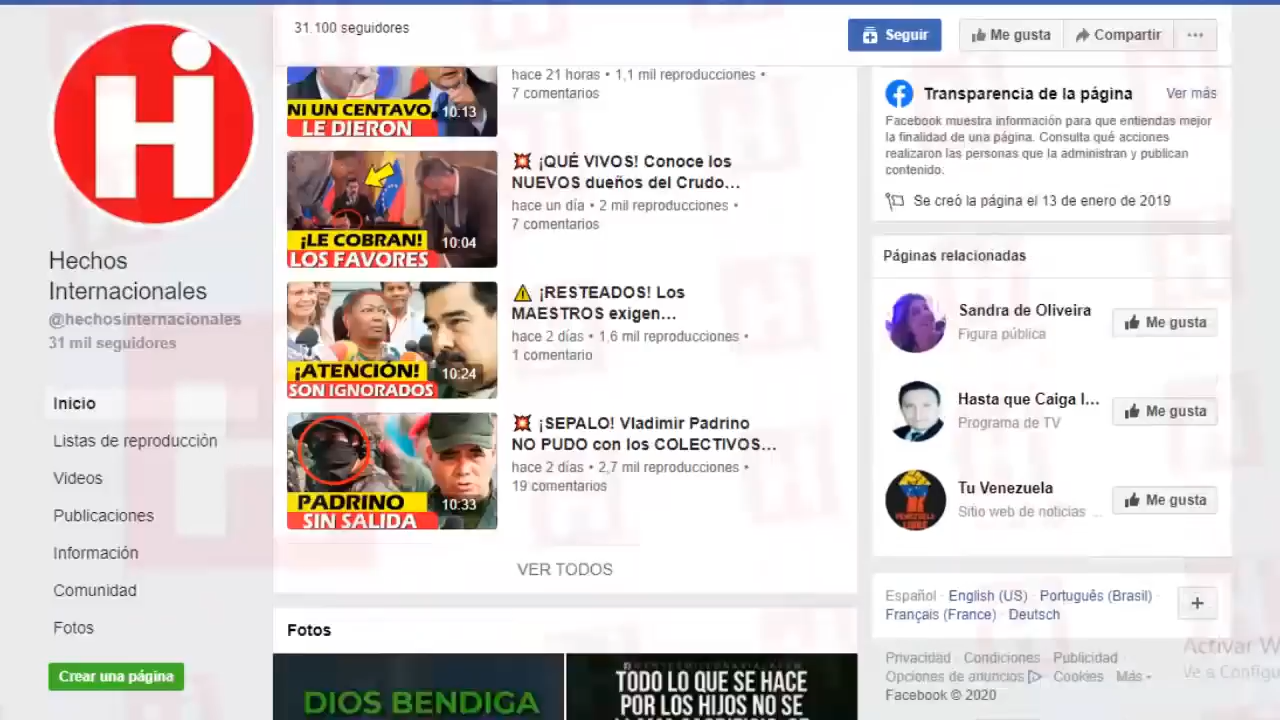 Hi
Hechos
Internacionales
@hechosinternacionales
31 mil seguidores
Inicio
Listas de reproducción
Videos
Publicaciones
Información
Comunidad
Fotos
Crear una página
31.100 seguidores
Seguir
Me gusta
Compartir
NI UN CENTAVO
LE DIERON
10:13
hace 21 horas • 1,1 mil reproducciones •
7 comentarios
¡LE COBRAN!
LOS FAVORES
10:04
💥 ¡QUÉ VIVOS! Conoce los
NUEVOS dueños del Crudo...
hace un día • 2 mil reproducciones •
7 comentarios
¡ATENCIÓN!
SON IGNORADOS
10:24
⚠️ ¡RESTEADOS! Los
MAESTROS exigen...
hace 2 días • 1,6 mil reproducciones •
1 comentario
PADRINO
SIN SALIDA
10:33
💥 ¡SEPALO! Vladimir Padrino
NO PUDO con los COLECTIVOS...
hace 2 días • 2,7 mil reproducciones •
19 comentarios
VER TODOS
Fotos
DIOS BENDIGA
TODO LO QUE SE HACE
POR LOS HIJOS NO SE
Transparencia de la página
Ver más
Facebook muestra información para que entiendas mejor
la finalidad de una página. Consulta qué acciones
realizaron las personas que la administran y publican
contenido.
Se creó la página el 13 de enero de 2019
Páginas relacionadas
Sandra de Oliveira
Figura pública
Me gusta
Hasta que Caiga l...
Programa de TV
Me gusta
VENEZUELA
LIBRE
Tu Venezuela
Sitio web de noticias ...
Me gusta
Español · English (US) · Português (Brasil) ·
Français (France) · Deutsch
Privacidad · Condiciones · Publicidad ·
Opciones de anuncios · Cookies · Más
Facebook © 2020
Activar W
Ve a Configu